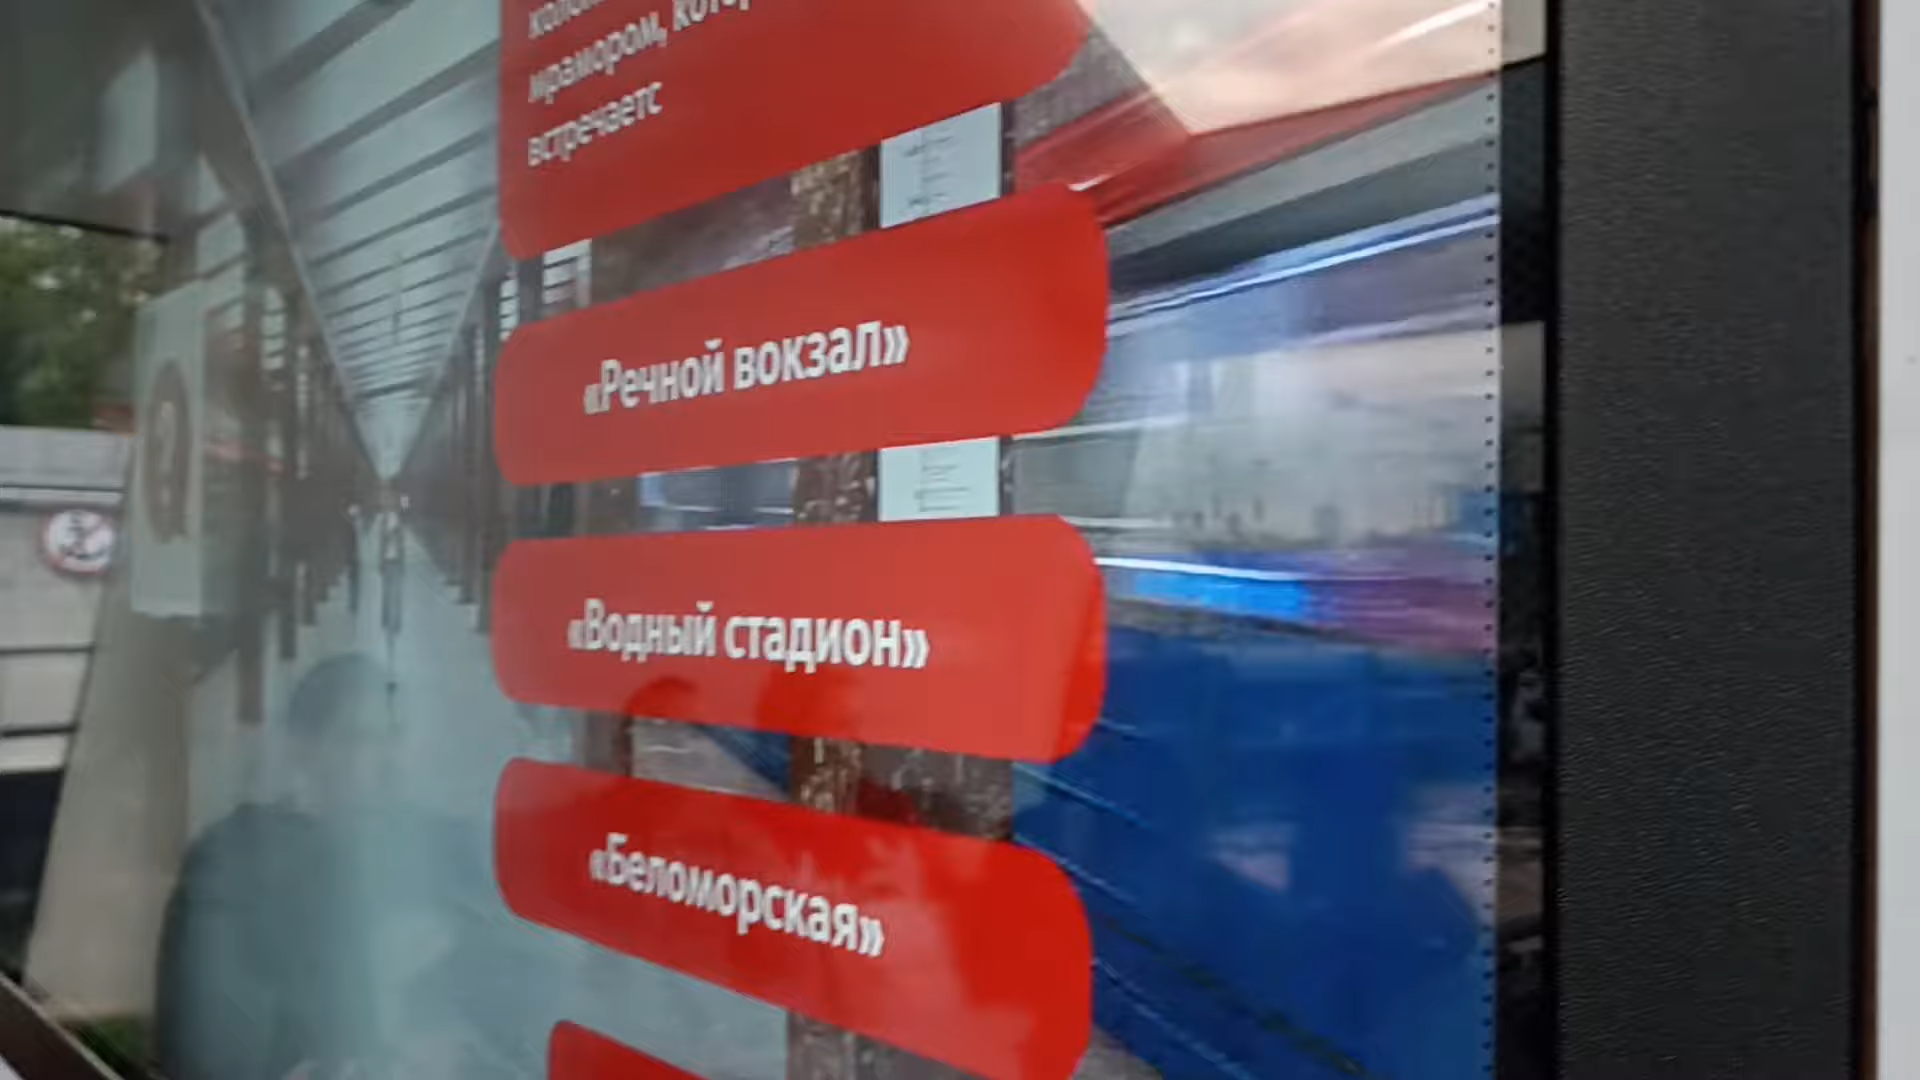 мрамором,
встречаетс
«Речной вокзал»
«Водный стадион»
«Беломорская»